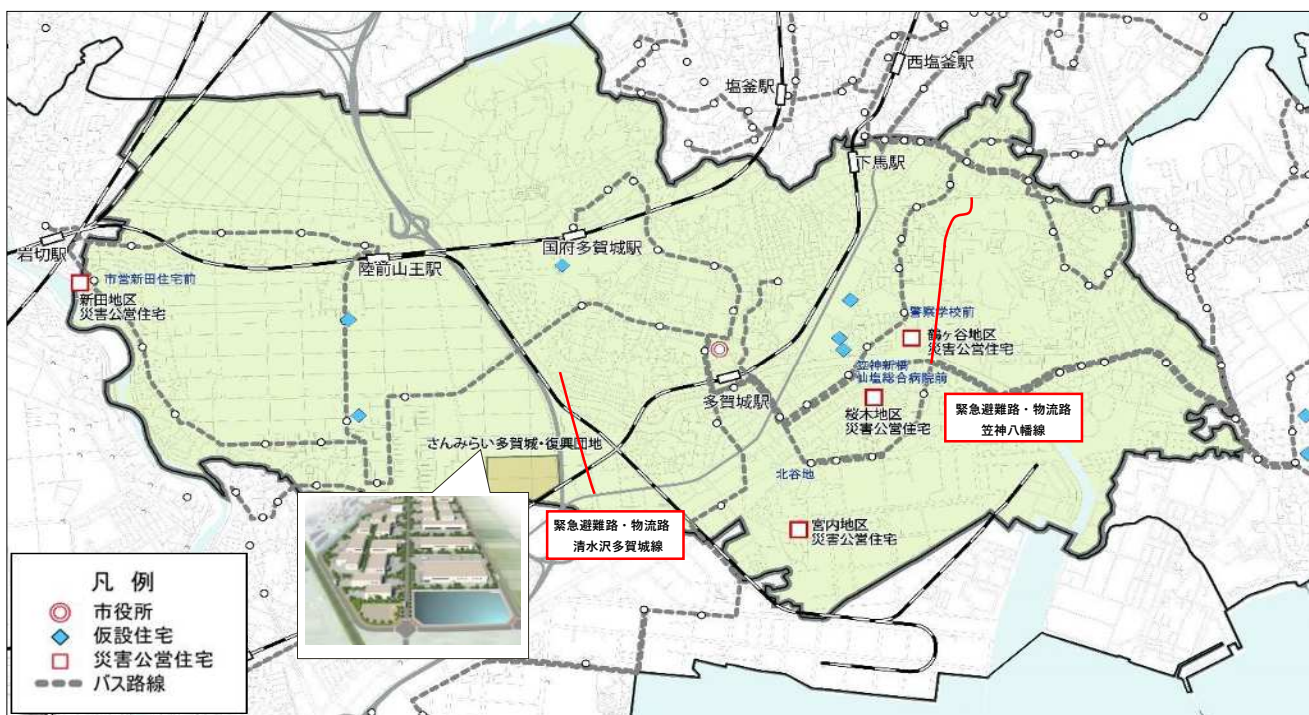 西塩釜駅
塩釜駅
下馬駅
岩切駅
国府多賀城駅
陸前山王駅
市営新田住宅前
新田地区
災害公営住宅
警察学校前
鶴ヶ谷地区
災害公営住宅
笠神新橋
仙塩総合病院前
多賀城駅
桜木地区
災害公営住宅
緊急避難路・物流路
笠神八幡線
さんみらい多賀城・復興団地
北谷地
緊急避難路・物流路
清水沢多賀城線
宮内地区
災害公営住宅
凡 例
市役所
仮設住宅
災害公営住宅
バス路線